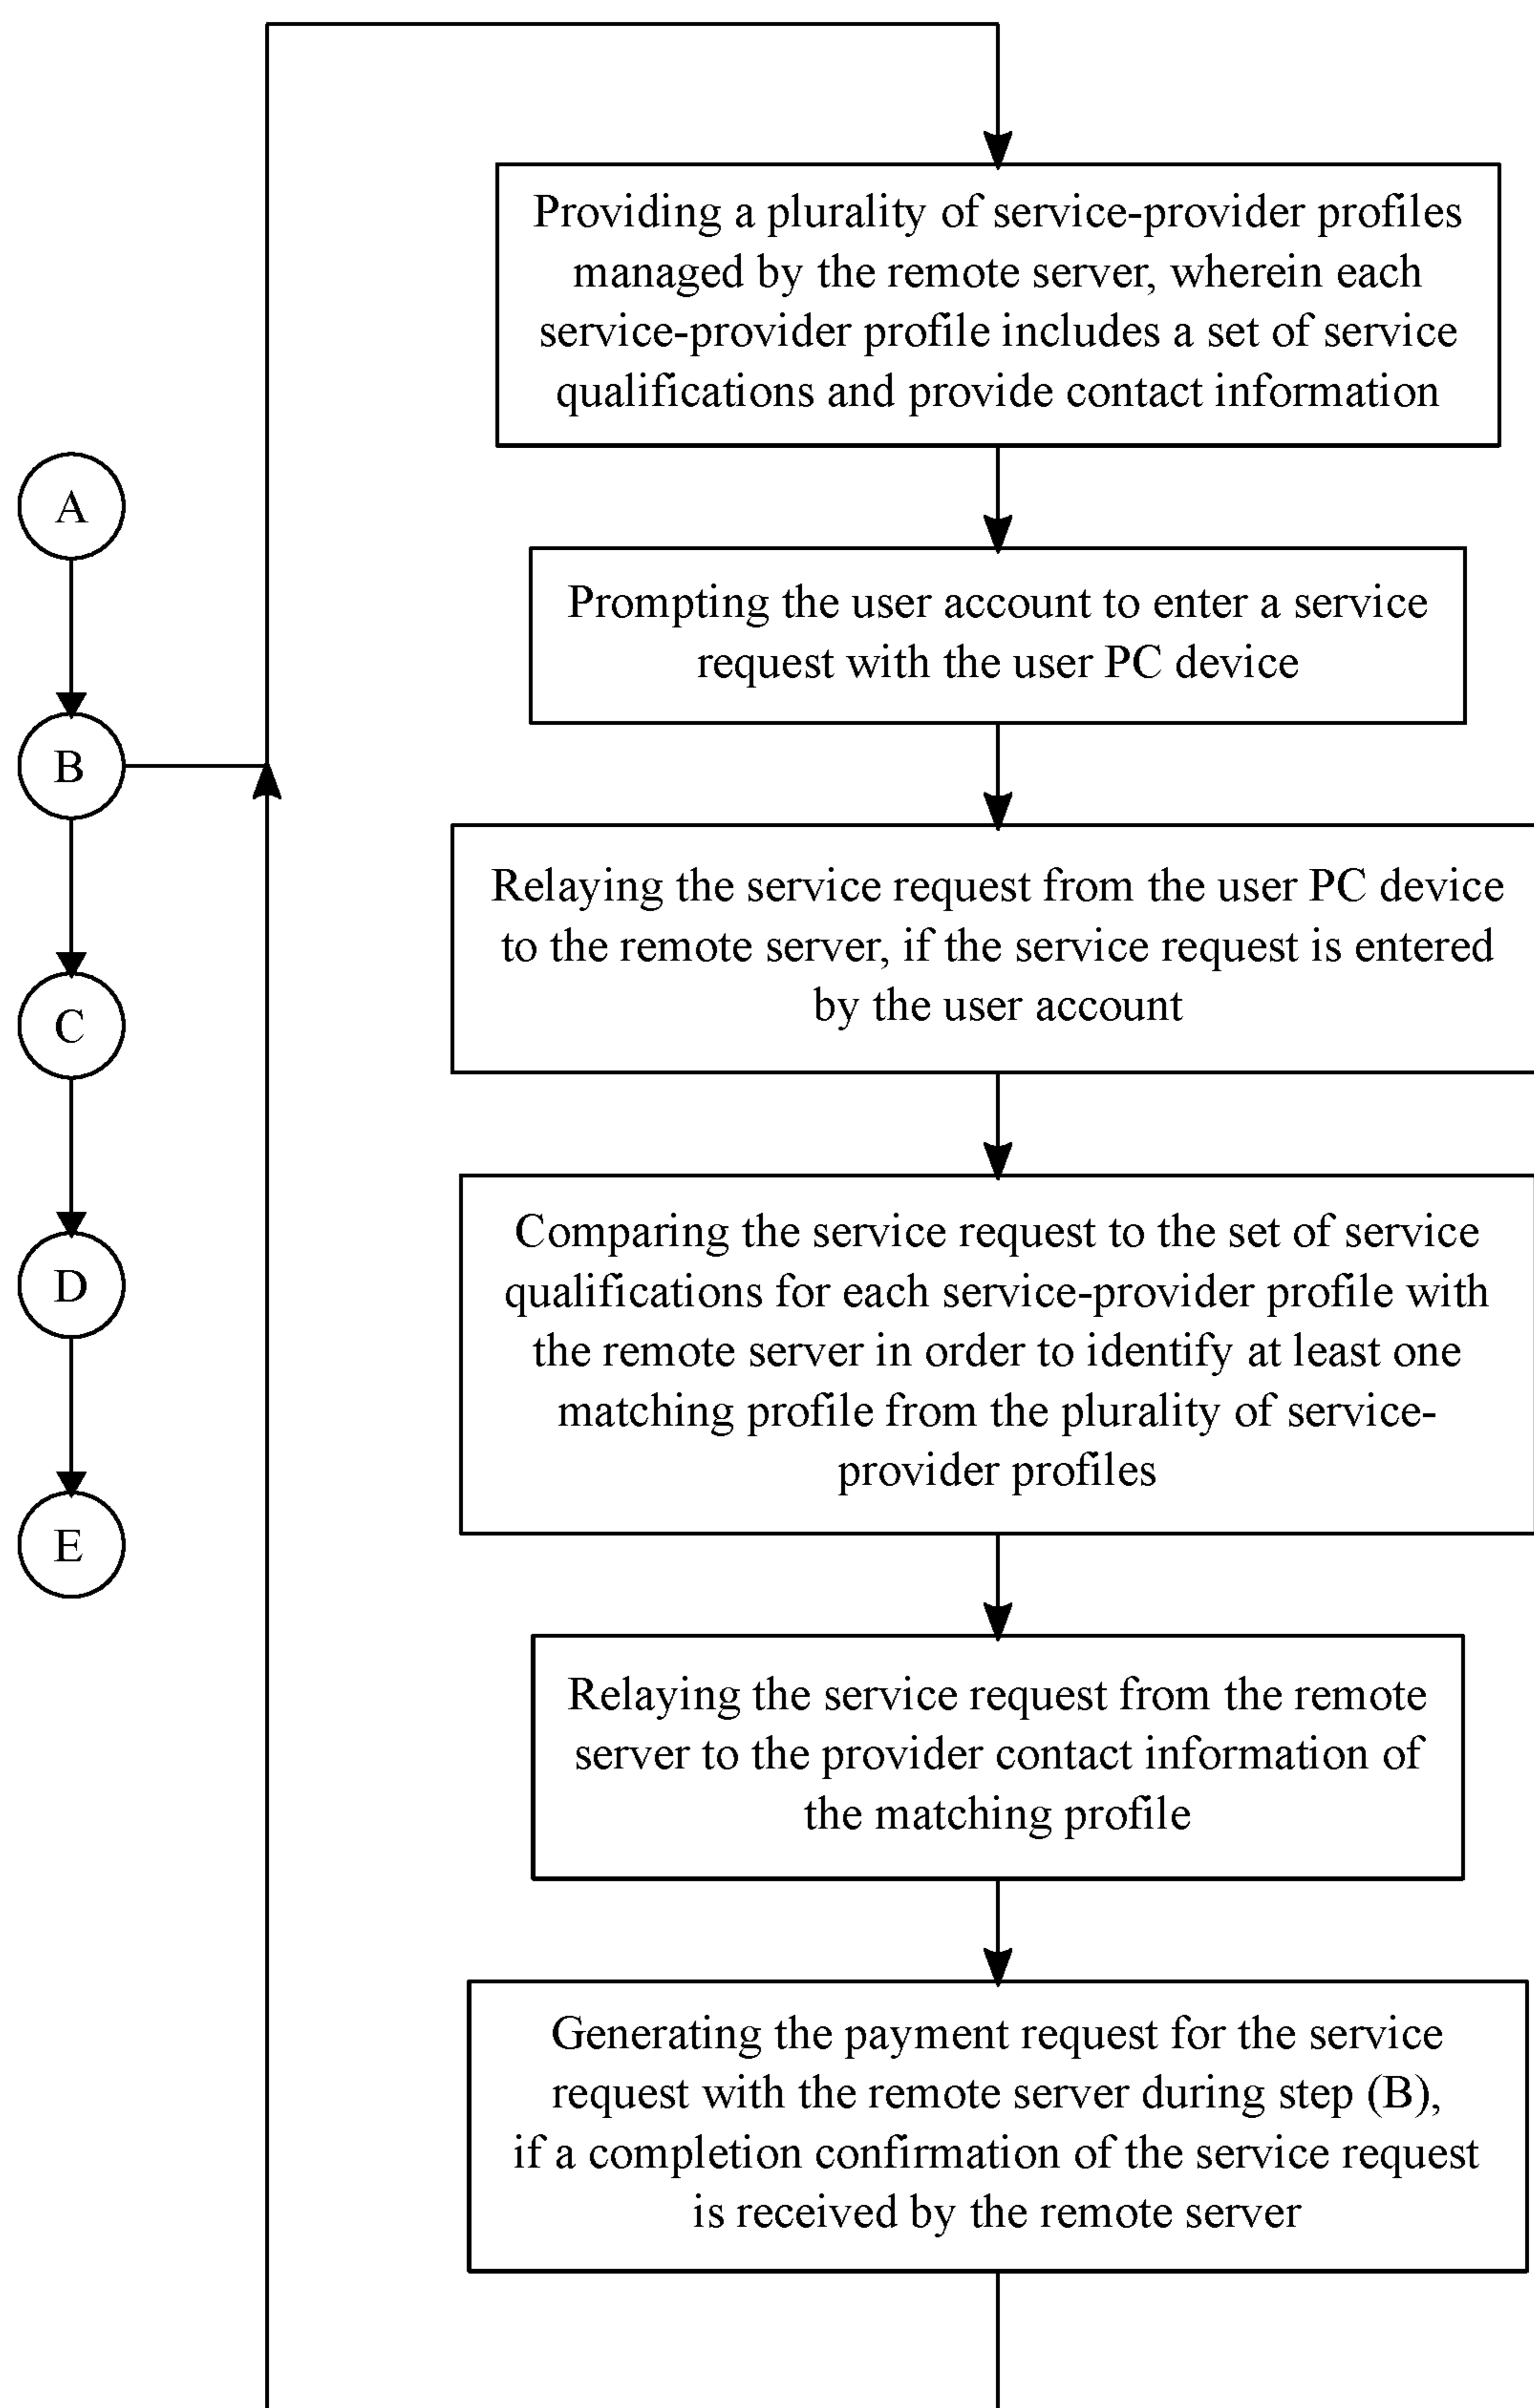 A
B
C
D
E
Providing a plurality of service-provider profiles
managed by the remote server, wherein each
service-provider profile includes a set of service
qualifications and provide contact information
Prompting the user account to enter a service
request with the user PC device
Relaying the service request from the user PC device
to the remote server, if the service request is entered
by the user account
Comparing the service request to the set of service
qualifications for each service-provider profile with
the remote server in order to identify at least one
matching profile from the plurality of service-
provider profiles
Relaying the service request from the remote
server to the provider contact information of
the matching profile
Generating the payment request for the service
request with the remote server during step (B),
if a completion confirmation of the service request
is received by the remote server